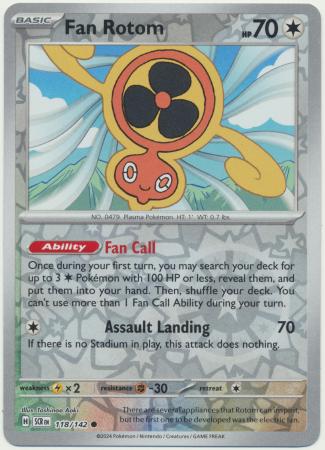 BASIC
Fan Rotom
HP 70
NO. 0479. Plasma Pokémon. HT: 1' WT: 0.7 lbs.
Ability Fan Call
Once during your first turn, you may search your deck for
up to 3 Pokémon with 100 HP or less, reveal them, and
put them into your hand. Then, shuffle your deck. You
can't use more than 1 Fan Call Ability during your turn.
Assault Landing 70
If there is no Stadium in play, this attack does nothing.
weakness ×2 resistance -30 retreat
Illus. Toshinao Aoki
H SCR EN 118/142
There are several appliances that Rotom can inhabit,
but the first one to be developed was the electric fan.
©2024 Pokémon / Nintendo / Creatures / GAME FREAK